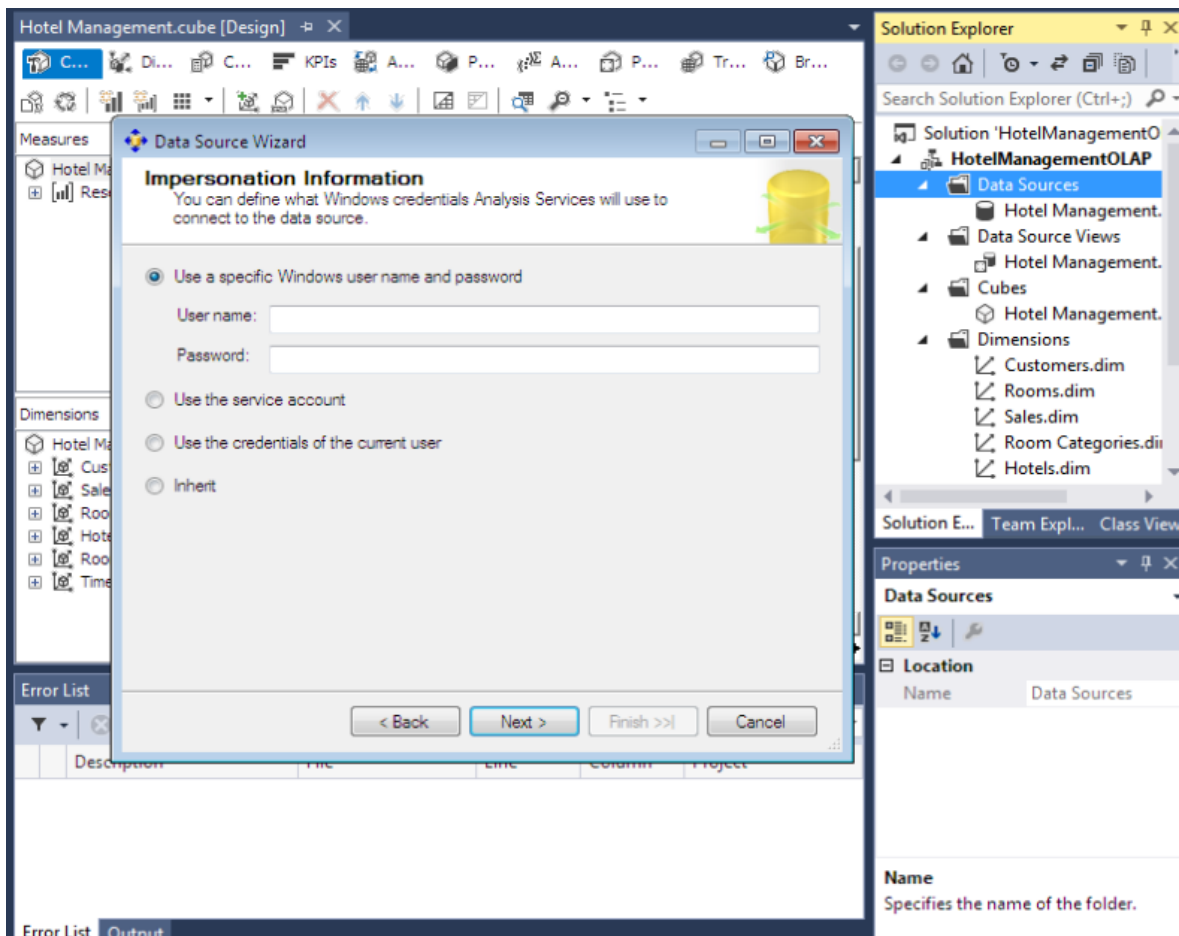 Hotel Management.cube [Design]
C... Di... C... KPIs A... P... A... P... Tr... Br...
Measures
Hotel Ma
Res
Dimensions
Hotel Ma
Cust
Sale
Roo
Hote
Roo
Time
Data Source Wizard
Impersonation Information
You can define what Windows credentials Analysis Services will use to
connect to the data source.
Use a specific Windows user name and password
User name:
Password:
Use the service account
Use the credentials of the current user
Inherit
< Back Next > Finish >>| Cancel
Error List
Description File Line Column Project
Error List Output
Solution Explorer
Search Solution Explorer (Ctrl+;)
Solution 'HotelManagementO
HotelManagementOLAP
Data Sources
Hotel Management.
Data Source Views
Hotel Management.
Cubes
Hotel Management.
Dimensions
Customers.dim
Rooms.dim
Sales.dim
Room Categories.di
Hotels.dim
Solution E... Team Expl... Class View
Properties
Data Sources
Location
Name Data Sources
Name
Specifies the name of the folder.